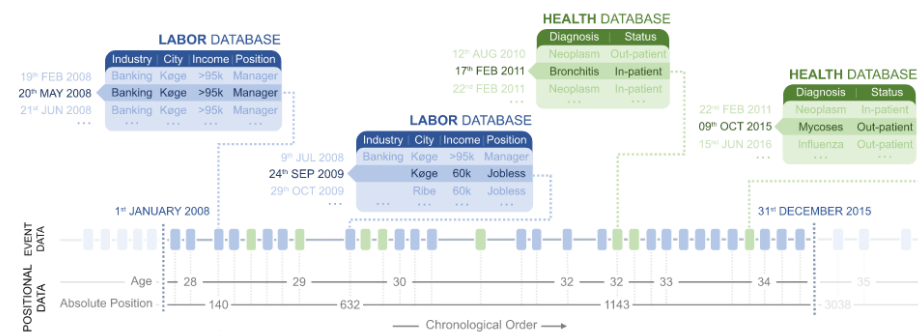 LABOR DATABASE
Industry City Income Position
19th FEB 2008 Banking Køge >95k Manager
20th MAY 2008 Banking Køge >95k Manager
21st JUN 2008 Banking Køge >95k Manager
... ... ... ... ...
LABOR DATABASE
Industry City Income Position
9th JUL 2008 Banking Køge >95k Manager
24th SEP 2009 Køge 60k Jobless
29th OCT 2009 Ribe 60k Jobless
... ... ... ... ...
HEALTH DATABASE
Diagnosis Status
12th AUG 2010 Neoplasm Out-patient
17th FEB 2011 Bronchitis In-patient
22nd FEB 2011 Neoplasm In-patient
... ... ...
HEALTH DATABASE
Diagnosis Status
22nd FEB 2011 Neoplasm In-patient
09th OCT 2015 Mycoses Out-patient
15th JUN 2016 Influenza Out-patient
... ... ...
1st JANUARY 2008
31st DECEMBER 2015
EVENT
DATA
POSITIONAL
DATA
Age 28 29 30 32 32 33 34 35
Absolute Position 140 632 1143 3038
Chronological Order